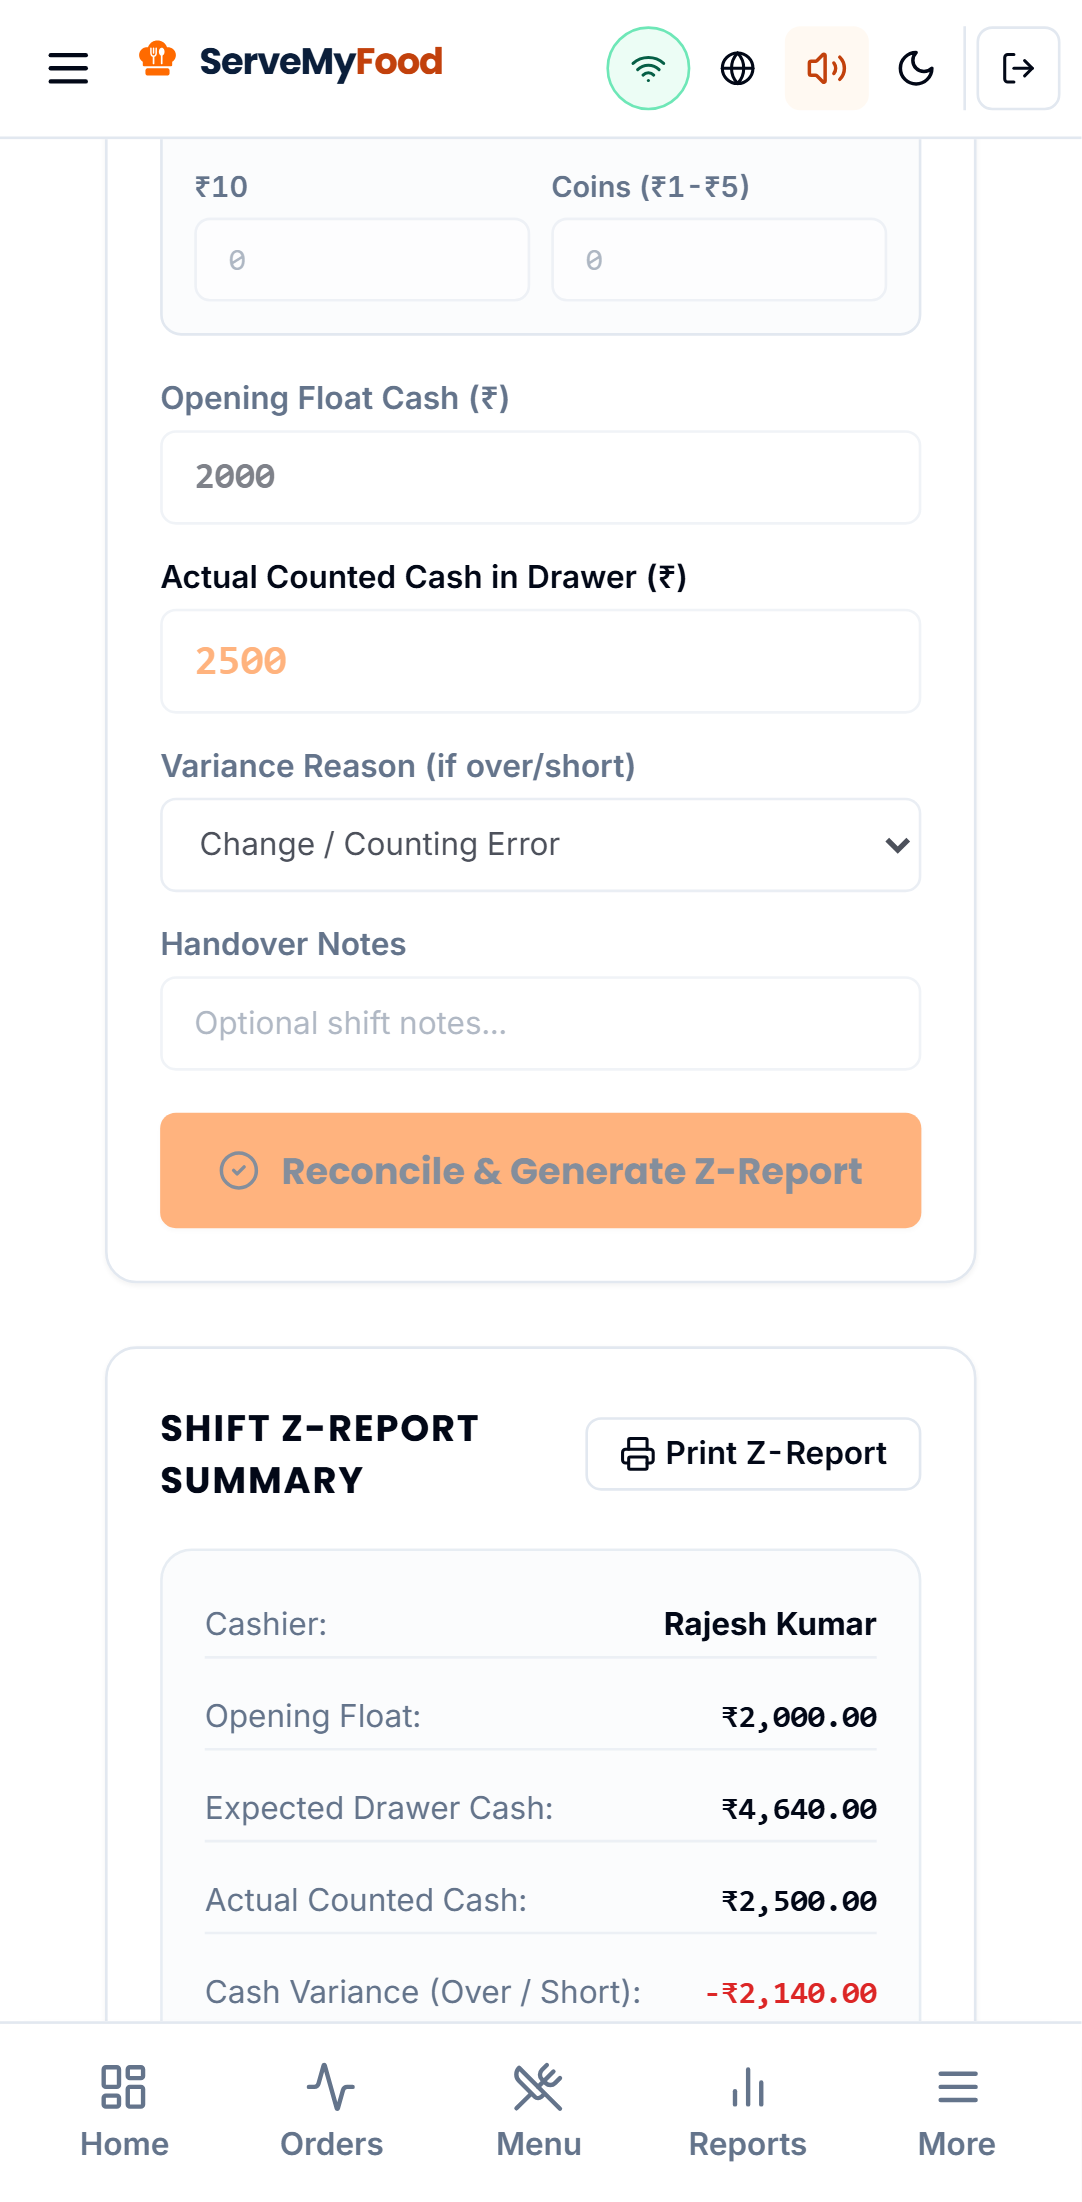 ServeMyFood
₹10
Coins (₹1-₹5)
0
0
Opening Float Cash (₹)
2000
Actual Counted Cash in Drawer (₹)
2500
Variance Reason (if over/short)
Change / Counting Error
Handover Notes
Optional shift notes...
Reconcile & Generate Z-Report
SHIFT Z-REPORT
SUMMARY
Print Z-Report
Cashier: Rajesh Kumar
Opening Float: ₹2,000.00
Expected Drawer Cash: ₹4,640.00
Actual Counted Cash: ₹2,500.00
Cash Variance (Over / Short): -₹2,140.00
Home Orders Menu Reports More